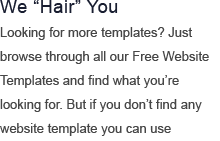 We “Hair” You
Looking for more templates? Just
browse through all our Free Website
Templates and find what you’re
looking for. But if you don’t find any
website template you can use